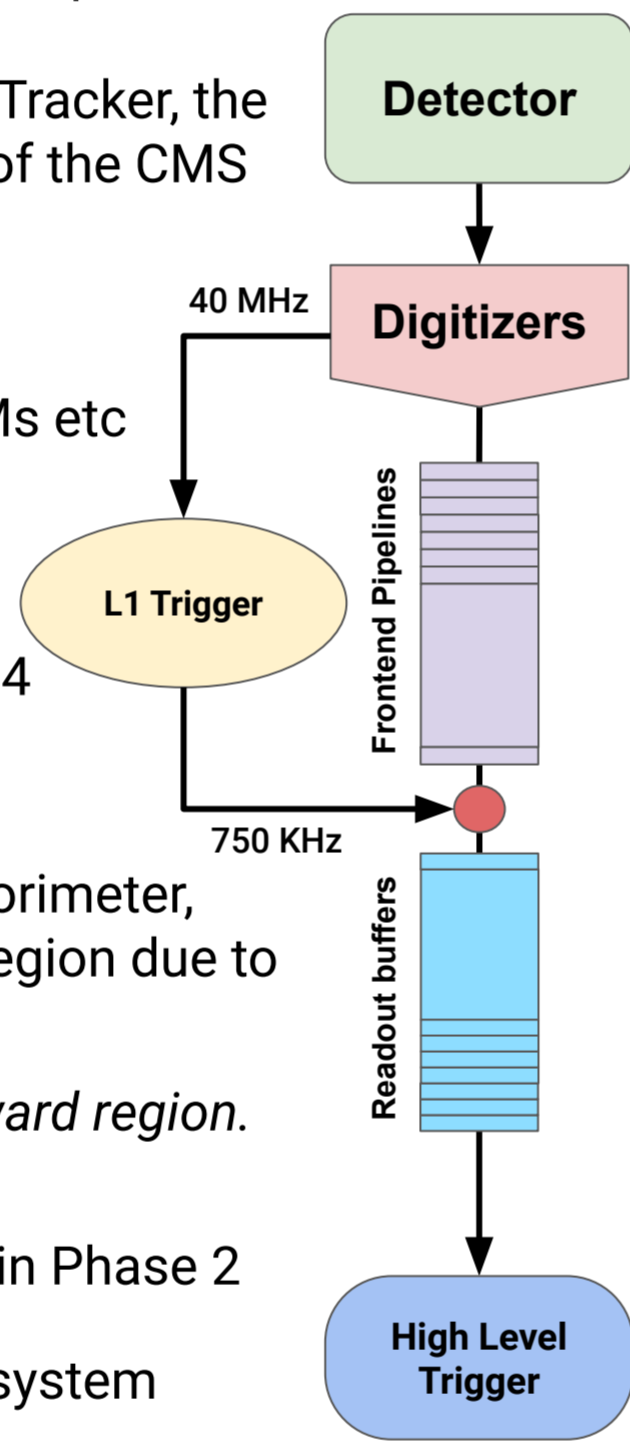 Tracker, the
of the CMS
Ms etc
4
orimeter,
egion due to
vard region.
in Phase 2
system
Detector
Digitizers
40 MHz
L1 Trigger
Frontend Pipelines
750 KHz
Readout buffers
High Level
Trigger